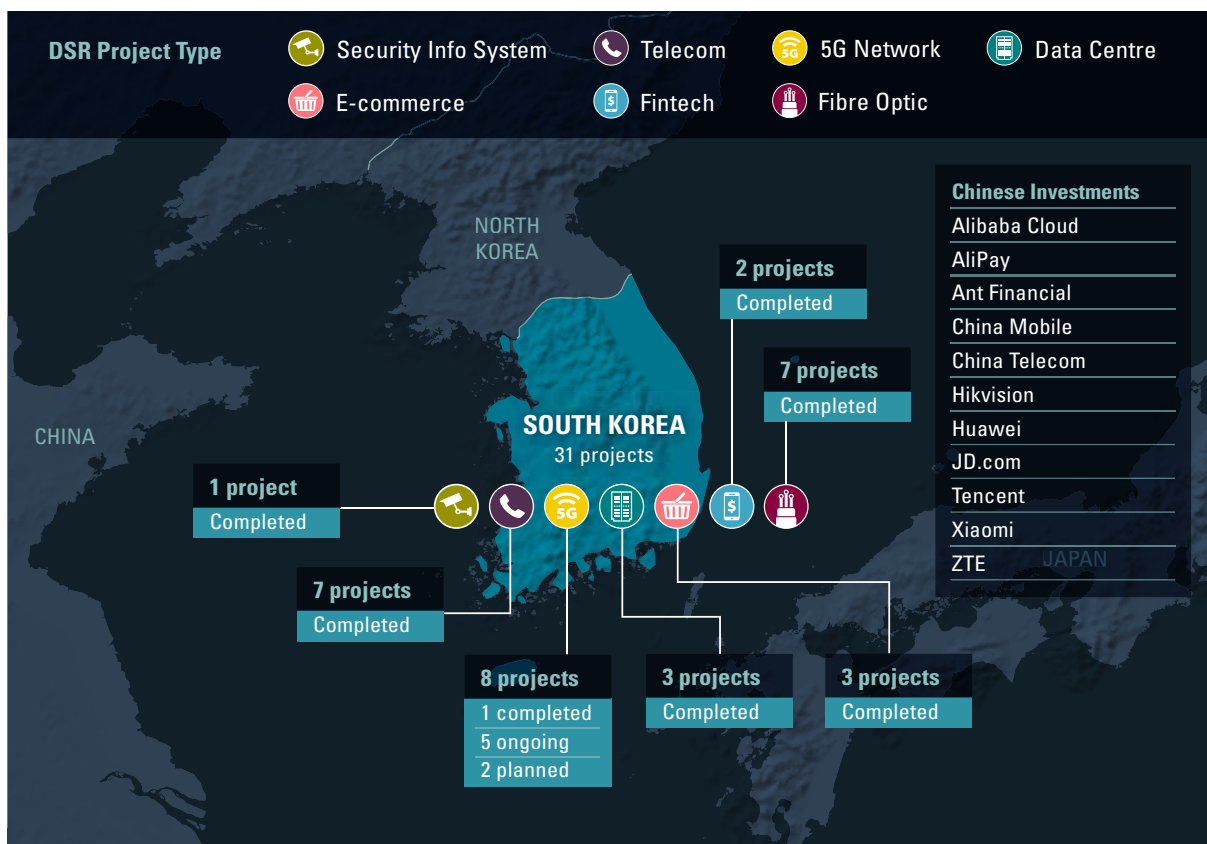 DSR Project Type
Security Info System
Telecom
5G
5G Network
Data Centre
E-commerce
$
Fintech
Fibre Optic
NORTH
KOREA
CHINA
JAPAN
SOUTH KOREA
31 projects
1 project
Completed
7 projects
Completed
5G
8 projects
1 completed
5 ongoing
2 planned
3 projects
Completed
3 projects
Completed
$
2 projects
Completed
7 projects
Completed
Chinese Investments
Alibaba Cloud
AliPay
Ant Financial
China Mobile
China Telecom
Hikvision
Huawei
JD.com
Tencent
Xiaomi
ZTE